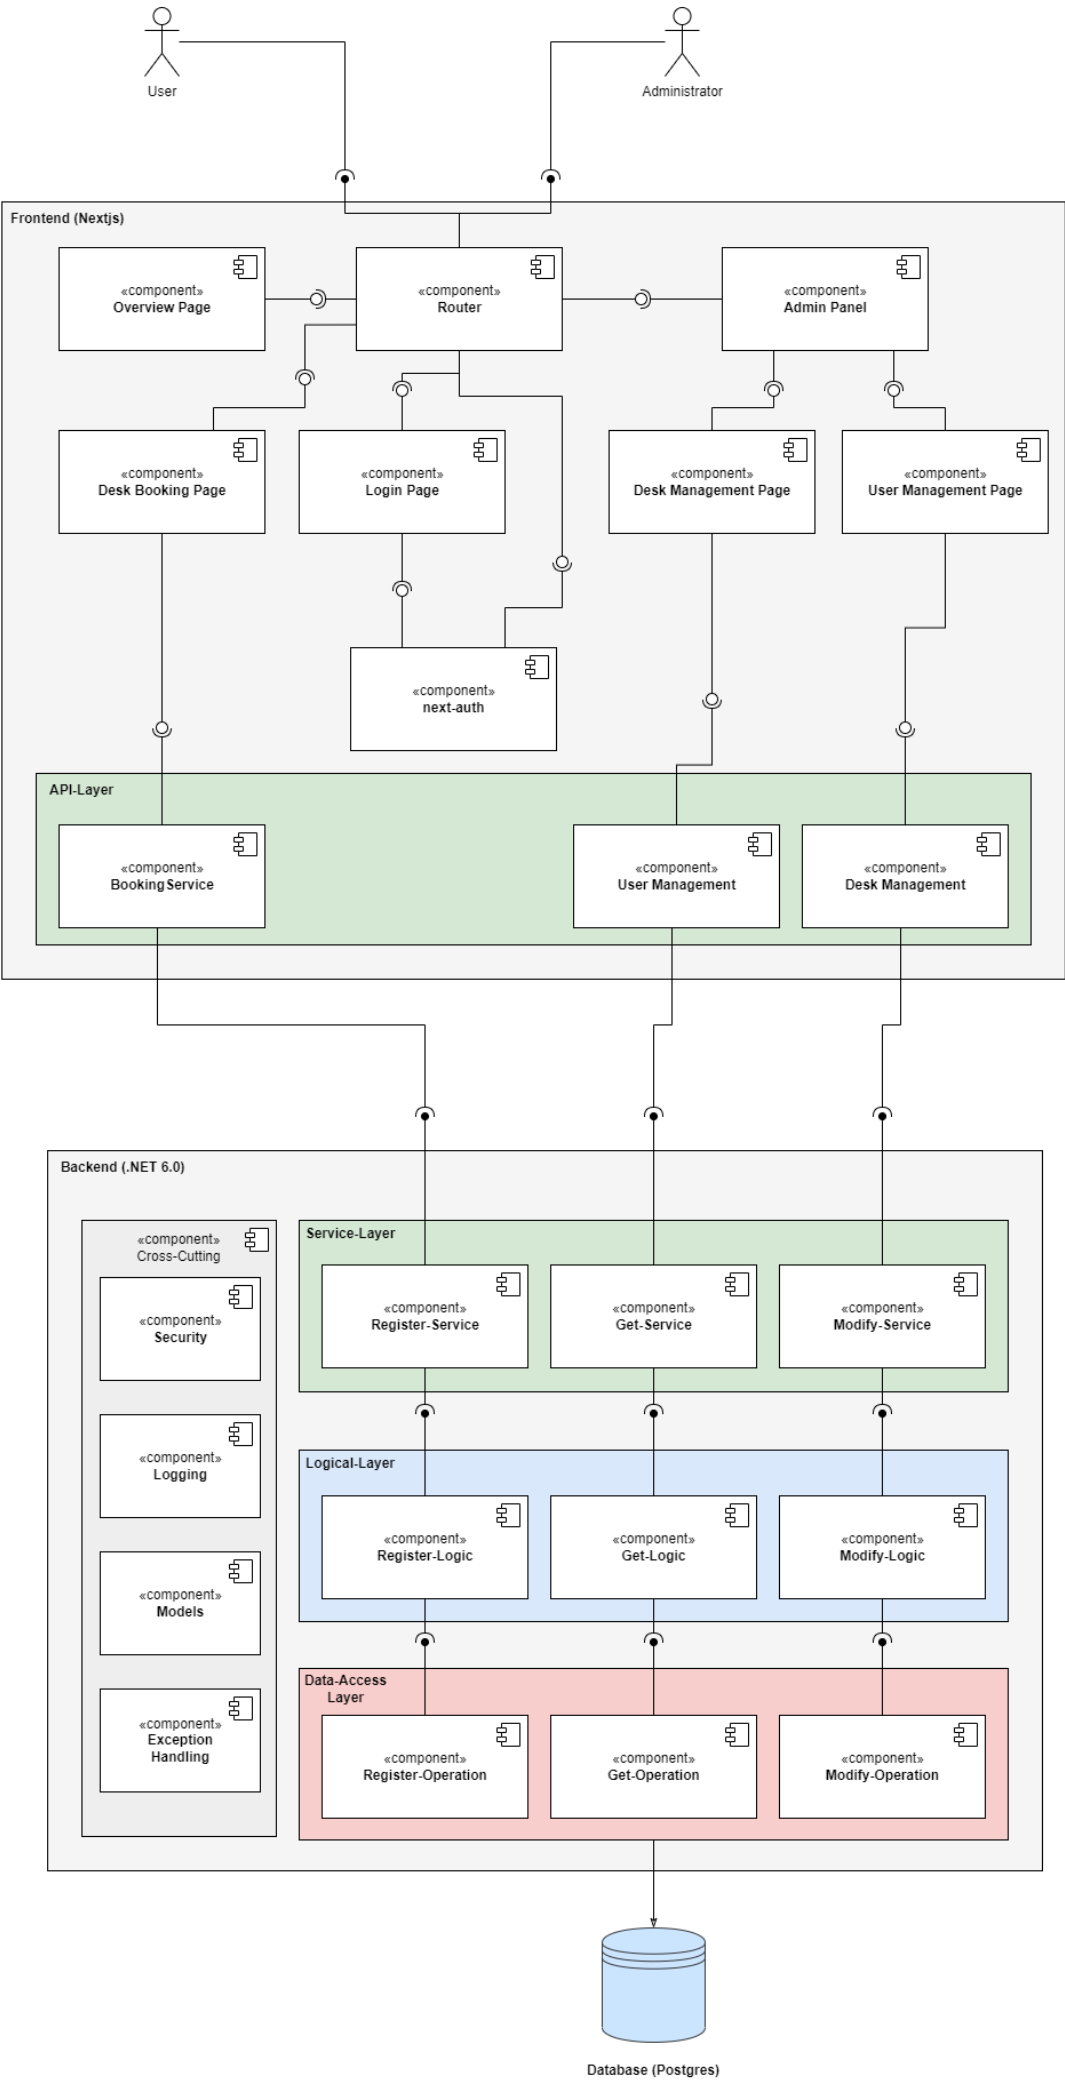 User
Administrator
Frontend (Nextjs)
«component»
Overview Page
«component»
Router
«component»
Admin Panel
«component»
Desk Booking Page
«component»
Login Page
«component»
Desk Management Page
«component»
User Management Page
«component»
next-auth
API-Layer
«component»
BookingService
«component»
User Management
«component»
Desk Management
Backend (.NET 6.0)
«component»
Cross-Cutting
«component»
Security
«component»
Logging
«component»
Models
«component»
Exception
Handling
Service-Layer
«component»
Register-Service
«component»
Get-Service
«component»
Modify-Service
Logical-Layer
«component»
Register-Logic
«component»
Get-Logic
«component»
Modify-Logic
Data-Access
Layer
«component»
Register-Operation
«component»
Get-Operation
«component»
Modify-Operation
Database (Postgres)